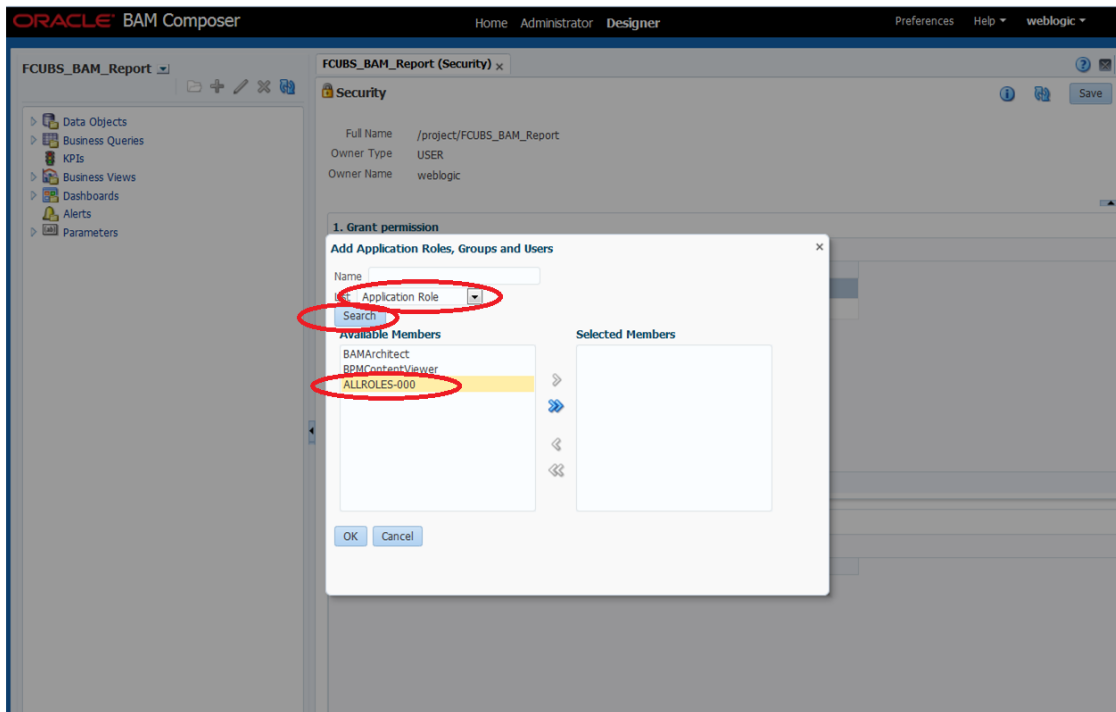 ORACLE BAM Composer
Home Administrator Designer
Preferences Help weblogic
FCUBS_BAM_Report
Data Objects
Business Queries
KPIs
Business Views
Dashboards
Alerts
Parameters
FCUBS_BAM_Report (Security)
Security
Save
Full Name /project/FCUBS_BAM_Report
Owner Type USER
Owner Name weblogic
1. Grant permission
Add Application Roles, Groups and Users
Name
List Application Role
Search
Available Members
BAMArchitect
BPMContentViewer
ALLROLES-000
Selected Members
OK Cancel